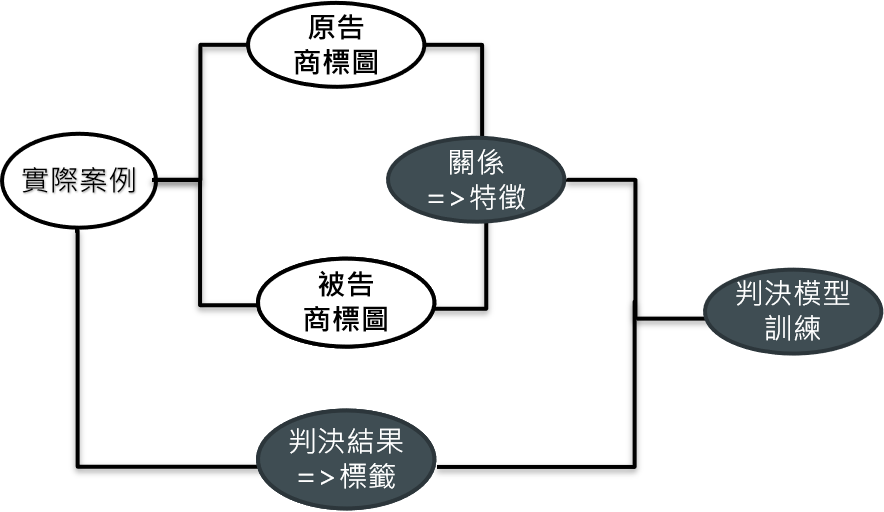 原告
商標圖
實際案例
關係
=>特徵
被告
商標圖
判決模型
訓練
判決結果
=>標籤